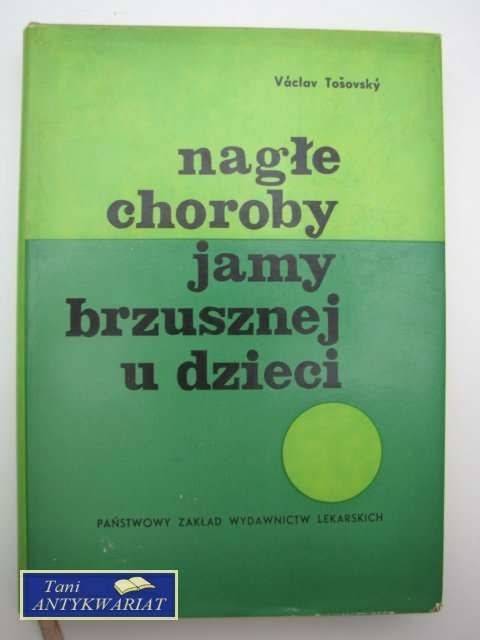 Václav Tošovský
nagłe
choroby
jamy
brzusznej
u dzieci
PAŃSTWOWY ZAKŁAD WYDAWNICTW LEKARSKICH
Tani
ANTYKWARIAT